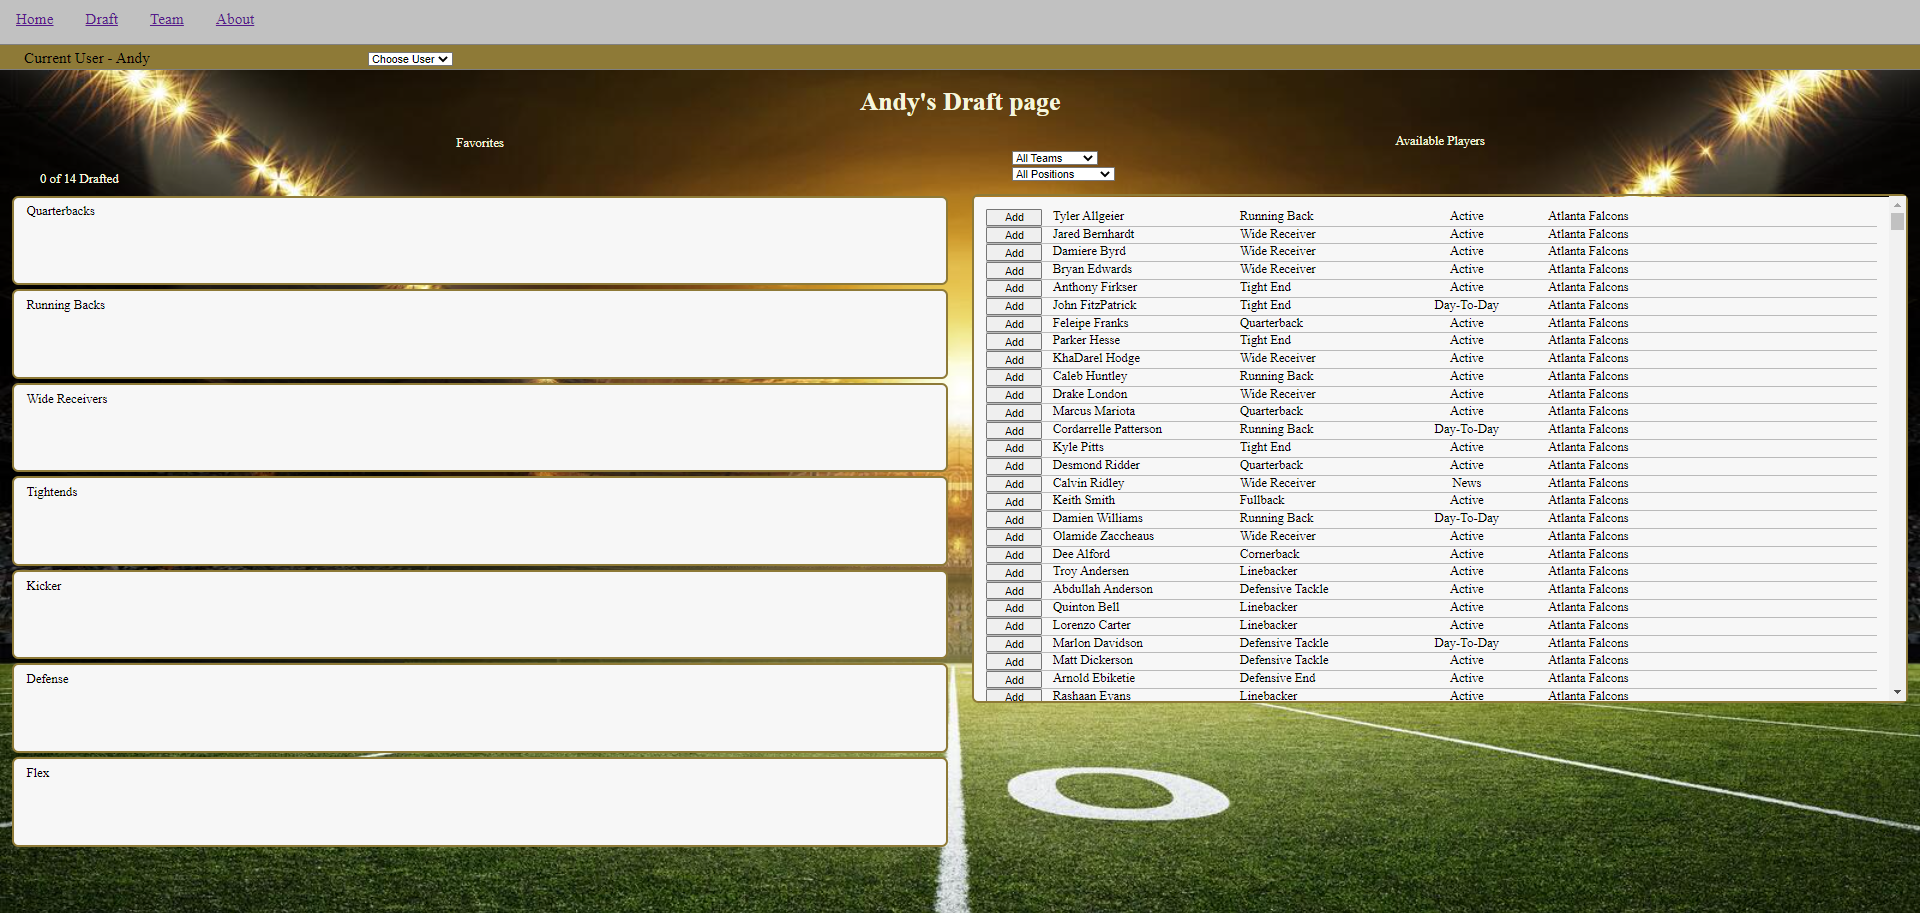 Home Draft Team About
Current User - Andy Choose User
Andy's Draft page
Favorites
Available Players
All Teams
All Positions
0 of 14 Drafted
Quarterbacks
Running Backs
Wide Receivers
Tightends
Kicker
Defense
Flex
Add Tyler Allgeier Running Back Active Atlanta Falcons
Add Jared Bernhardt Wide Receiver Active Atlanta Falcons
Add Damiere Byrd Wide Receiver Active Atlanta Falcons
Add Bryan Edwards Wide Receiver Active Atlanta Falcons
Add Anthony Firkser Tight End Active Atlanta Falcons
Add John FitzPatrick Tight End Day-To-Day Atlanta Falcons
Add Feleipe Franks Quarterback Active Atlanta Falcons
Add Parker Hesse Tight End Active Atlanta Falcons
Add KhaDarel Hodge Wide Receiver Active Atlanta Falcons
Add Caleb Huntley Running Back Active Atlanta Falcons
Add Drake London Wide Receiver Active Atlanta Falcons
Add Marcus Mariota Quarterback Active Atlanta Falcons
Add Cordarrelle Patterson Running Back Day-To-Day Atlanta Falcons
Add Kyle Pitts Tight End Active Atlanta Falcons
Add Desmond Ridder Quarterback Active Atlanta Falcons
Add Calvin Ridley Wide Receiver News Atlanta Falcons
Add Keith Smith Fullback Active Atlanta Falcons
Add Damien Williams Running Back Day-To-Day Atlanta Falcons
Add Olamide Zaccheaus Wide Receiver Active Atlanta Falcons
Add Dee Alford Cornerback Active Atlanta Falcons
Add Troy Andersen Linebacker Active Atlanta Falcons
Add Abdullah Anderson Defensive Tackle Active Atlanta Falcons
Add Quinton Bell Linebacker Active Atlanta Falcons
Add Lorenzo Carter Linebacker Active Atlanta Falcons
Add Marlon Davidson Defensive Tackle Day-To-Day Atlanta Falcons
Add Matt Dickerson Defensive Tackle Active Atlanta Falcons
Add Arnold Ebiketie Defensive End Active Atlanta Falcons
Add Rashaan Evans Linebacker Active Atlanta Falcons